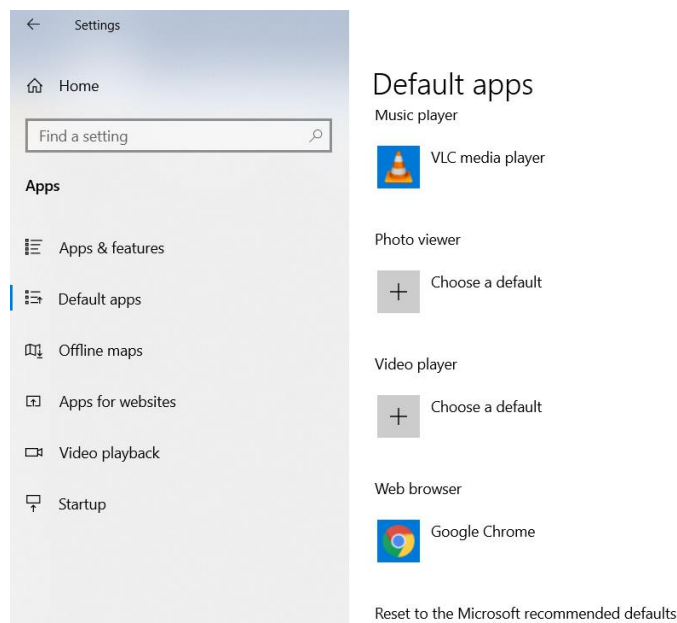 Settings
Home
Find a setting
Apps
Apps & features
Default apps
Offline maps
Apps for websites
Video playback
Startup
Default apps
Music player
VLC media player
Photo viewer
Choose a default
Video player
Choose a default
Web browser
Google Chrome
Reset to the Microsoft recommended defaults